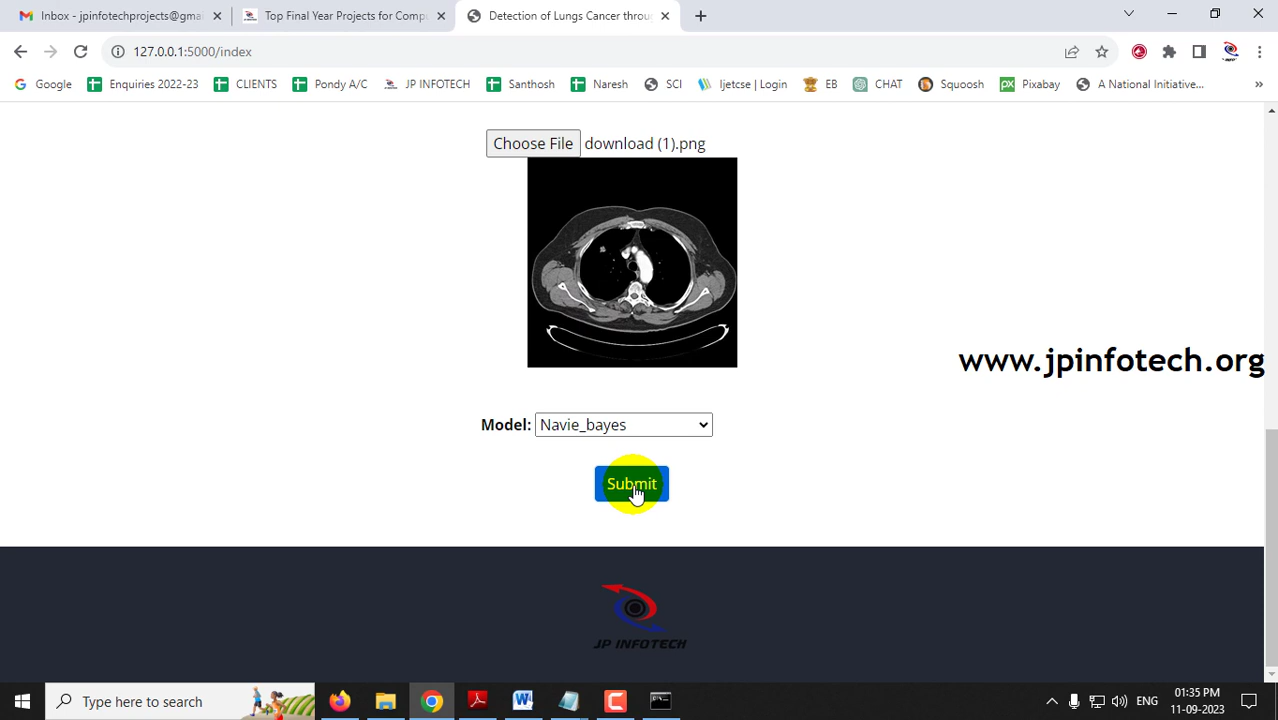 Inbox - jpinfotechprojects@gmai
Top Final Year Projects for Compu
Detection of Lungs Cancer throu
127.0.0.1:5000/index
Google
Enquiries 2022-23
CLIENTS
Pondy A/C
JP INFOTECH
Santhosh
Naresh
SCI
Ijetcse | Login
EB
CHAT
Squoosh
px
Pixabay
A National Initiative...
»
Choose File download (1).png
www.jpinfotech.org
Model: Navie_bayes
Submit
JP INFOTECH
Type here to search
ENG
01:35 PM
11-09-2023